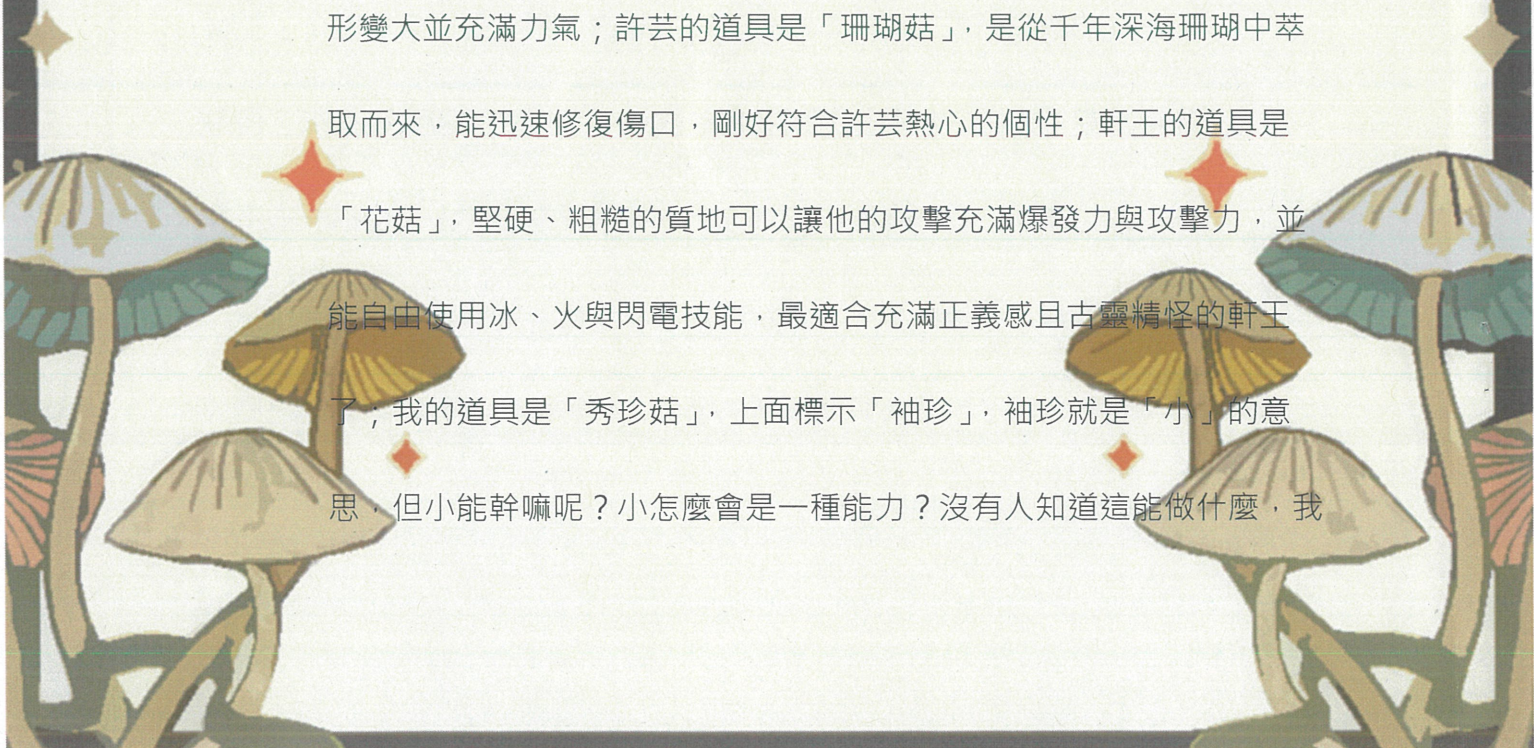 形變大並充滿力氣；許芸的道具是「珊瑚菇」，是從千年深海珊瑚中萃
取而來，能迅速修復傷口，剛好符合許芸熱心的個性；軒王的道具是
「花菇」，堅硬、粗糙的質地可以讓他的攻擊充滿爆發力與攻擊力，並
能自由使用冰、火與閃電技能，最適合充滿正義感且古靈精怪的軒王
了；我的道具是「秀珍菇」，上面標示「袖珍」，袖珍就是「小」的意
思，但小能幹嘛呢？小怎麼會是一種能力？沒有人知道這能做什麼，我